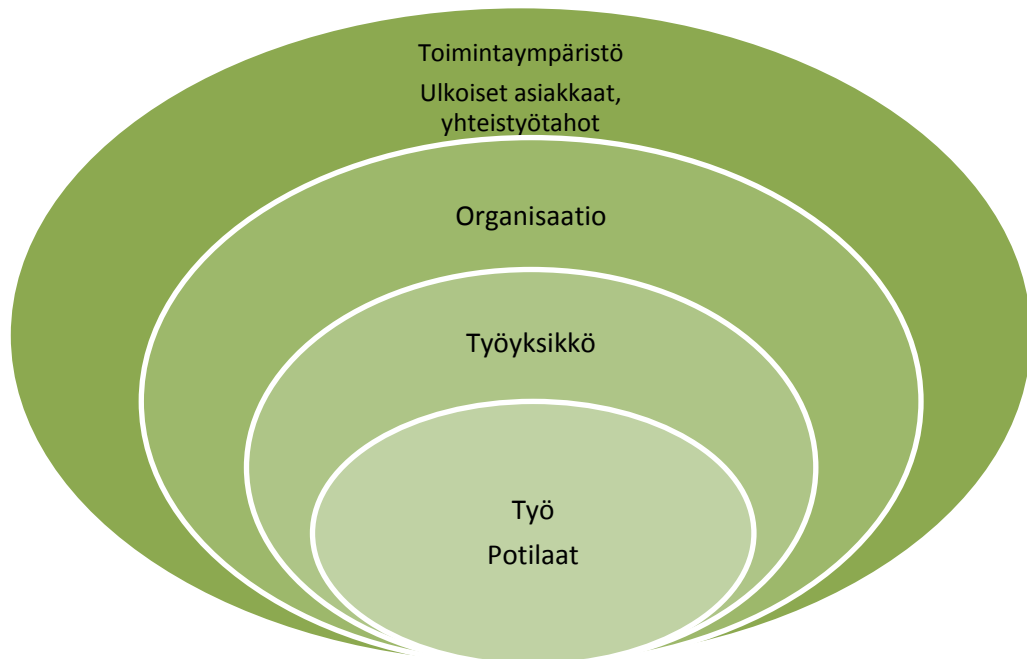 Toimintaympäristö
Ulkoiset asiakkaat,
yhteistyötahot
Organisaatio
Työyksikkö
Työ
Potilaat